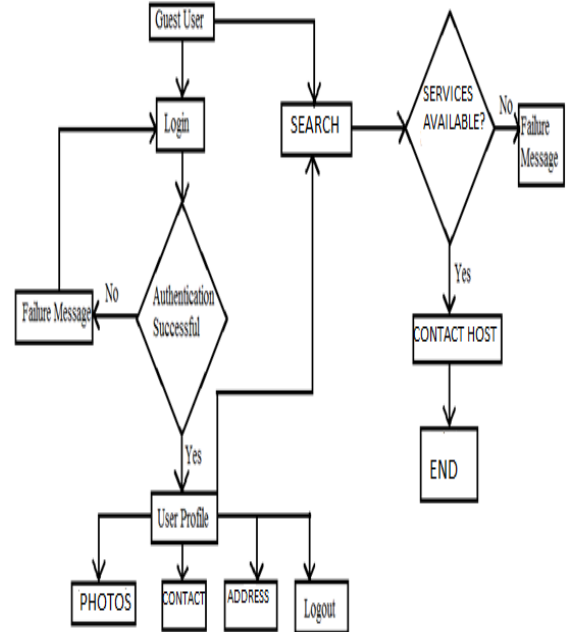 Guest User
Login
SEARCH
SERVICES
AVAILABLE?
No
Failure
Message
Authentication
Successful
No
Failure Message
Yes
CONTACT HOST
END
Yes
User Profile
PHOTOS
CONTACT
ADDRESS
Logout